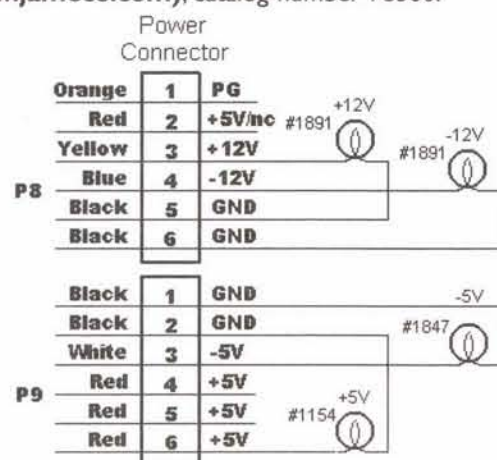 , catalog number
Power
Connector
Orange 1 PG
+12V
Red 2 +5V/nc #1891
-12V
Yellow 3 +12V
#1891
P8
Blue 4 -12V
Black 5 GND
Black 6 GND
Black 1 GND
-5V
Black 2 GND
#1847
White 3 -5V
P9
Red 4 +5V
+5V
Red 5 +5V
#1154
Red 6 +5V